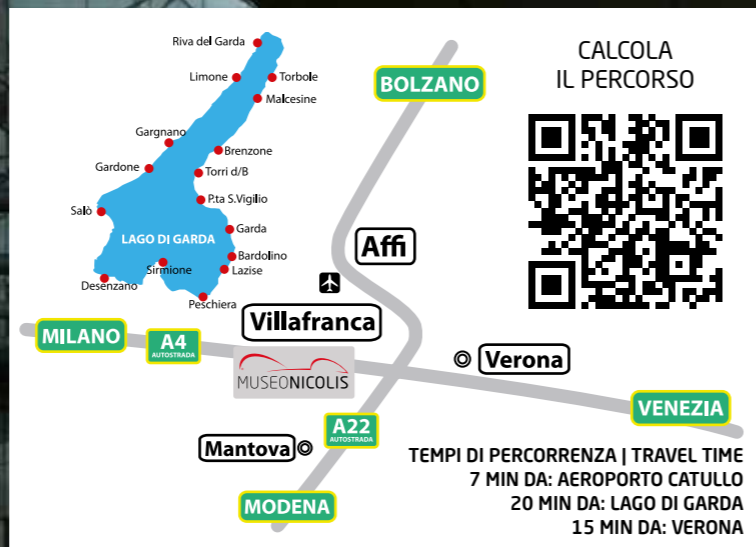 Riva del Garda
Limone
Torbole
Malcesine
Gargnano
Brenzone
Gardone
Torri d/B
P.ta S.Vigilio
Salò
Garda
LAGO DI GARDA
Bardolino
Sirmione
Lazise
Desenzano
Peschiera
BOLZANO
CALCOLA
IL PERCORSO
Affi
Villafranca
MILANO
A4
AUTOSTRADA
MUSEONICOLIS
Verona
VENEZIA
A22
AUTOSTRADA
Mantova
MODENA
TEMPI DI PERCORRENZA | TRAVEL TIME
7 MIN DA: AEROPORTO CATULLO
20 MIN DA: LAGO DI GARDA
15 MIN DA: VERONA